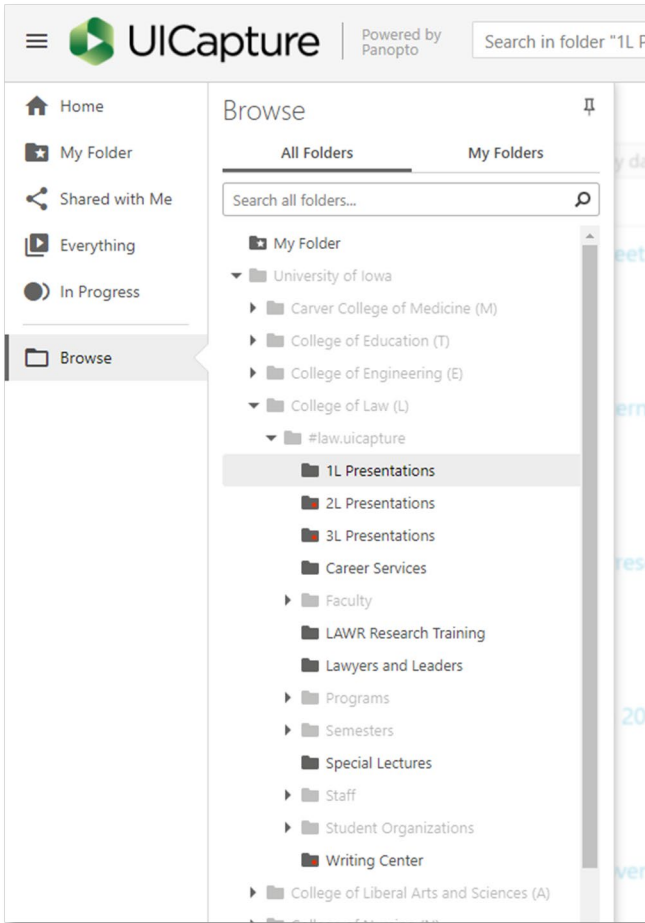 UICapture
Powered by
Panopto
Search in folder "1L P
Home
My Folder
Shared with Me
Everything
In Progress
Browse
Browse
All Folders
My Folders
Search all folders...
My Folder
University of Iowa
Carver College of Medicine (M)
College of Education (T)
College of Engineering (E)
College of Law (L)
#law.uicapture
1L Presentations
2L Presentations
3L Presentations
Career Services
Faculty
LAWR Research Training
Lawyers and Leaders
Programs
Semesters
Special Lectures
Staff
Student Organizations
Writing Center
College of Liberal Arts and Sciences (A)